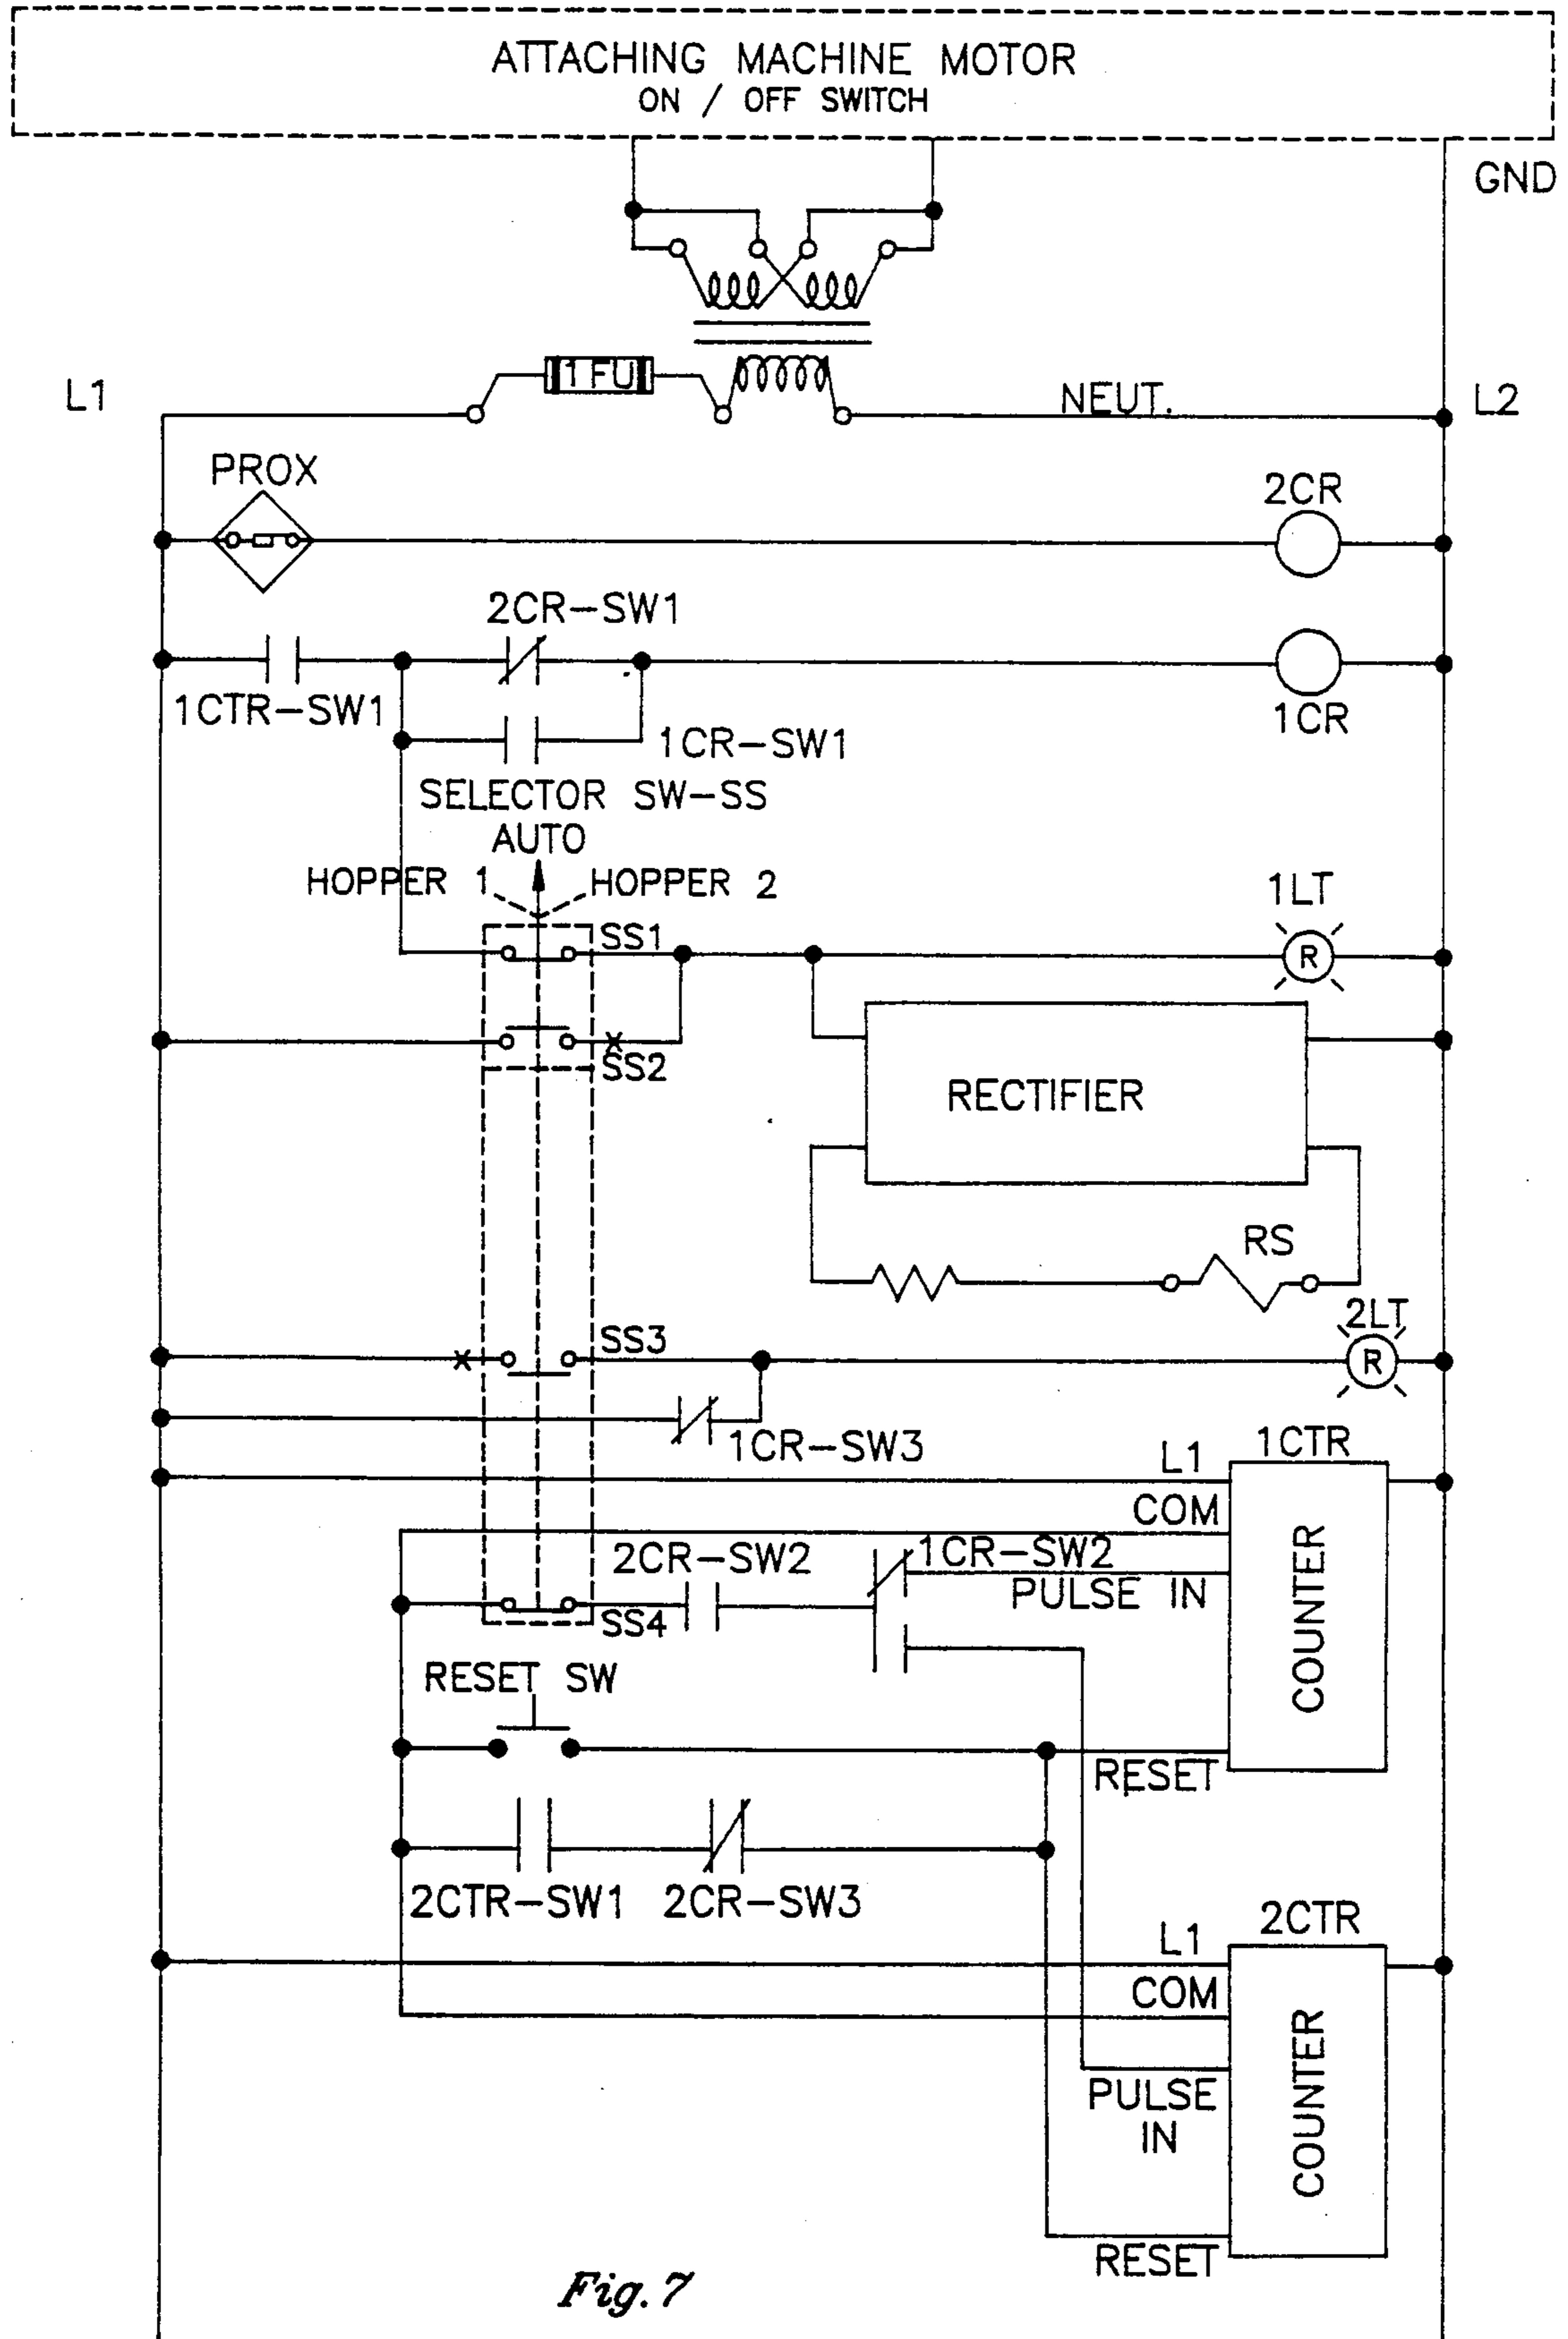 ATTACHING MACHINE MOTOR
ON / OFF SWITCH
GND
1FU
L1
NEUT.
L2
PROX
2CR
2CR-SW1
1CTR-SW1
1CR
1CR-SW1
SELECTOR SW-SS
AUTO
HOPPER 1
HOPPER 2
1LT
SS1
R
SS2
RECTIFIER
RS
2LT
SS3
R
1CR-SW3
L1
1CTR
COM
2CR-SW2
1CR-SW2
PULSE IN
SS4
COUNTER
RESET SW
RESET
2CTR-SW1
2CR-SW3
L1
2CTR
COM
PULSE
IN
COUNTER
RESET
Fig. 7